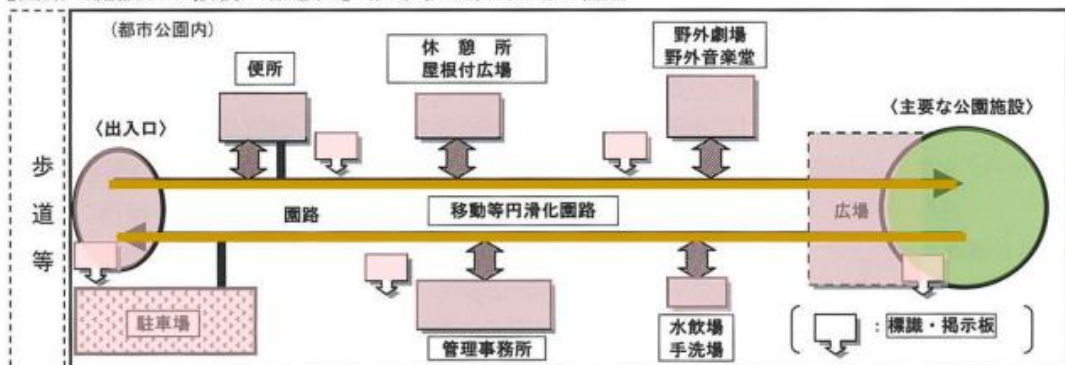 (都市公園内)
便所
休憩所
屋根付広場
野外劇場
野外音楽堂
〈出入口〉
〈主要な公園施設〉
歩道等
園路
移動等円滑化園路
広場
駐車場
管理事務所
水飲場
手洗場
:標識・掲示板